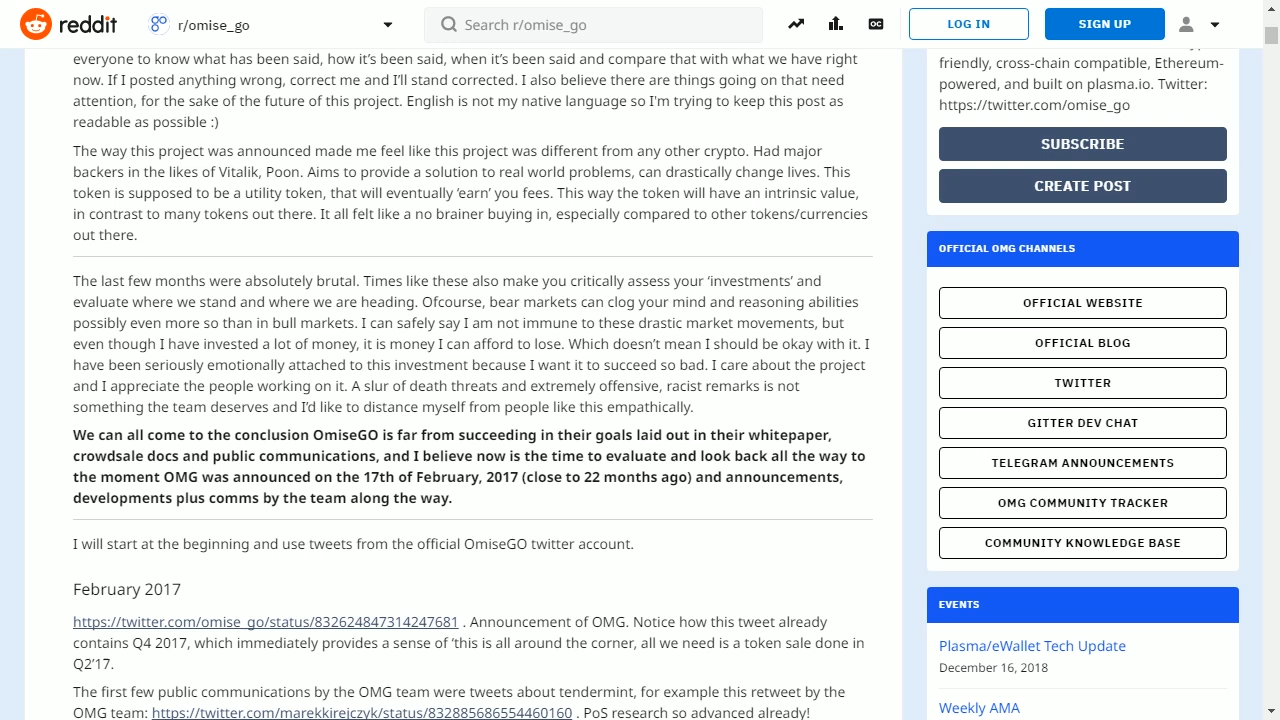 reddit
r/omise_go
Search r/omise_go
LOG IN
SIGN UP
everyone to know what has been said, how it’s been said, when it’s been said and compare that with what we have right
now. If I posted anything wrong, correct me and I’ll stand corrected. I also believe there are things going on that need
attention, for the sake of the future of this project. English is not my native language so I'm trying to keep this post as
readable as possible :)
The way this project was announced made me feel like this project was different from any other crypto. Had major
backers in the likes of Vitalik, Poon. Aims to provide a solution to real world problems, can drastically change lives. This
token is supposed to be a utility token, that will eventually ‘earn’ you fees. This way the token will have an intrinsic value,
in contrast to many tokens out there. It all felt like a no brainer buying in, especially compared to other tokens/currencies
out there.
The last few months were absolutely brutal. Times like these also make you critically assess your ‘investments’ and
evaluate where we stand and where we are heading. Ofcourse, bear markets can clog your mind and reasoning abilities
possibly even more so than in bull markets. I can safely say I am not immune to these drastic market movements, but
even though I have invested a lot of money, it is money I can afford to lose. Which doesn’t mean I should be okay with it. I
have been seriously emotionally attached to this investment because I want it to succeed so bad. I care about the project
and I appreciate the people working on it. A slur of death threats and extremely offensive, racist remarks is not
something the team deserves and I’d like to distance myself from people like this empathically.
We can all come to the conclusion OmiseGO is far from succeeding in their goals laid out in their whitepaper,
crowdsale docs and public communications, and I believe now is the time to evaluate and look back all the way to
the moment OMG was announced on the 17th of February, 2017 (close to 22 months ago) and announcements,
developments plus comms by the team along the way.
I will start at the beginning and use tweets from the official OmiseGO twitter account.
February 2017
https://twitter.com/omise_go/status/832624847314247681 . Announcement of OMG. Notice how this tweet already
contains Q4 2017, which immediately provides a sense of ‘this is all around the corner, all we need is a token sale done in
Q2’17.
The first few public communications by the OMG team were tweets about tendermint, for example this retweet by the
OMG team: https://twitter.com/marekkirejczyk/status/832885686554460160 . PoS research so advanced already!
friendly, cross-chain compatible, Ethereum-
powered, and built on plasma.io. Twitter:
https://twitter.com/omise_go
SUBSCRIBE
CREATE POST
OFFICIAL OMG CHANNELS
OFFICIAL WEBSITE
OFFICIAL BLOG
TWITTER
GITTER DEV CHAT
TELEGRAM ANNOUNCEMENTS
OMG COMMUNITY TRACKER
COMMUNITY KNOWLEDGE BASE
EVENTS
Plasma/eWallet Tech Update
December 16, 2018
Weekly AMA